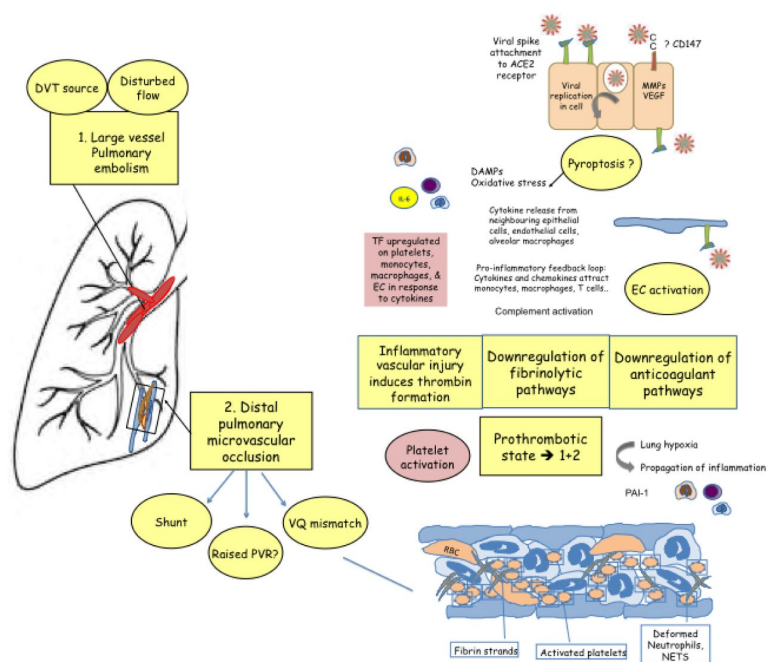 DVT source
Disturbed
flow
1. Large vessel
Pulmonary
embolism
2. Distal
pulmonary
microvascular
occlusion
Shunt
Raised PVR?
VQ mismatch
Viral spike
attachment
to ACE2
receptor
C
C
? CD147
Viral
replication
in cell
MMPs
VEGF
Pyroptosis ?
DAMPs
Oxidative stress
IL-6
Cytokine release from
neighbouring epithelial
cells, endothelial cells,
alveolar macrophages
TF upregulated
on platelets,
monocytes,
macrophages, &
EC in response
to cytokines
Pro-inflammatory feedback loop:
Cytokines and chemokines attract
monocytes, macrophages, T cells..
EC activation
Complement activation
Inflammatory
vascular injury
induces thrombin
formation
Downregulation of
fibrinolytic
pathways
Downregulation of
anticoagulant
pathways
Platelet
activation
Prothrombotic
state ➔ 1+2
Lung hypoxia
Propagation of inflammation
PAI-1
RBC
Fibrin strands
Activated platelets
Deformed
Neutrophils,
NETS